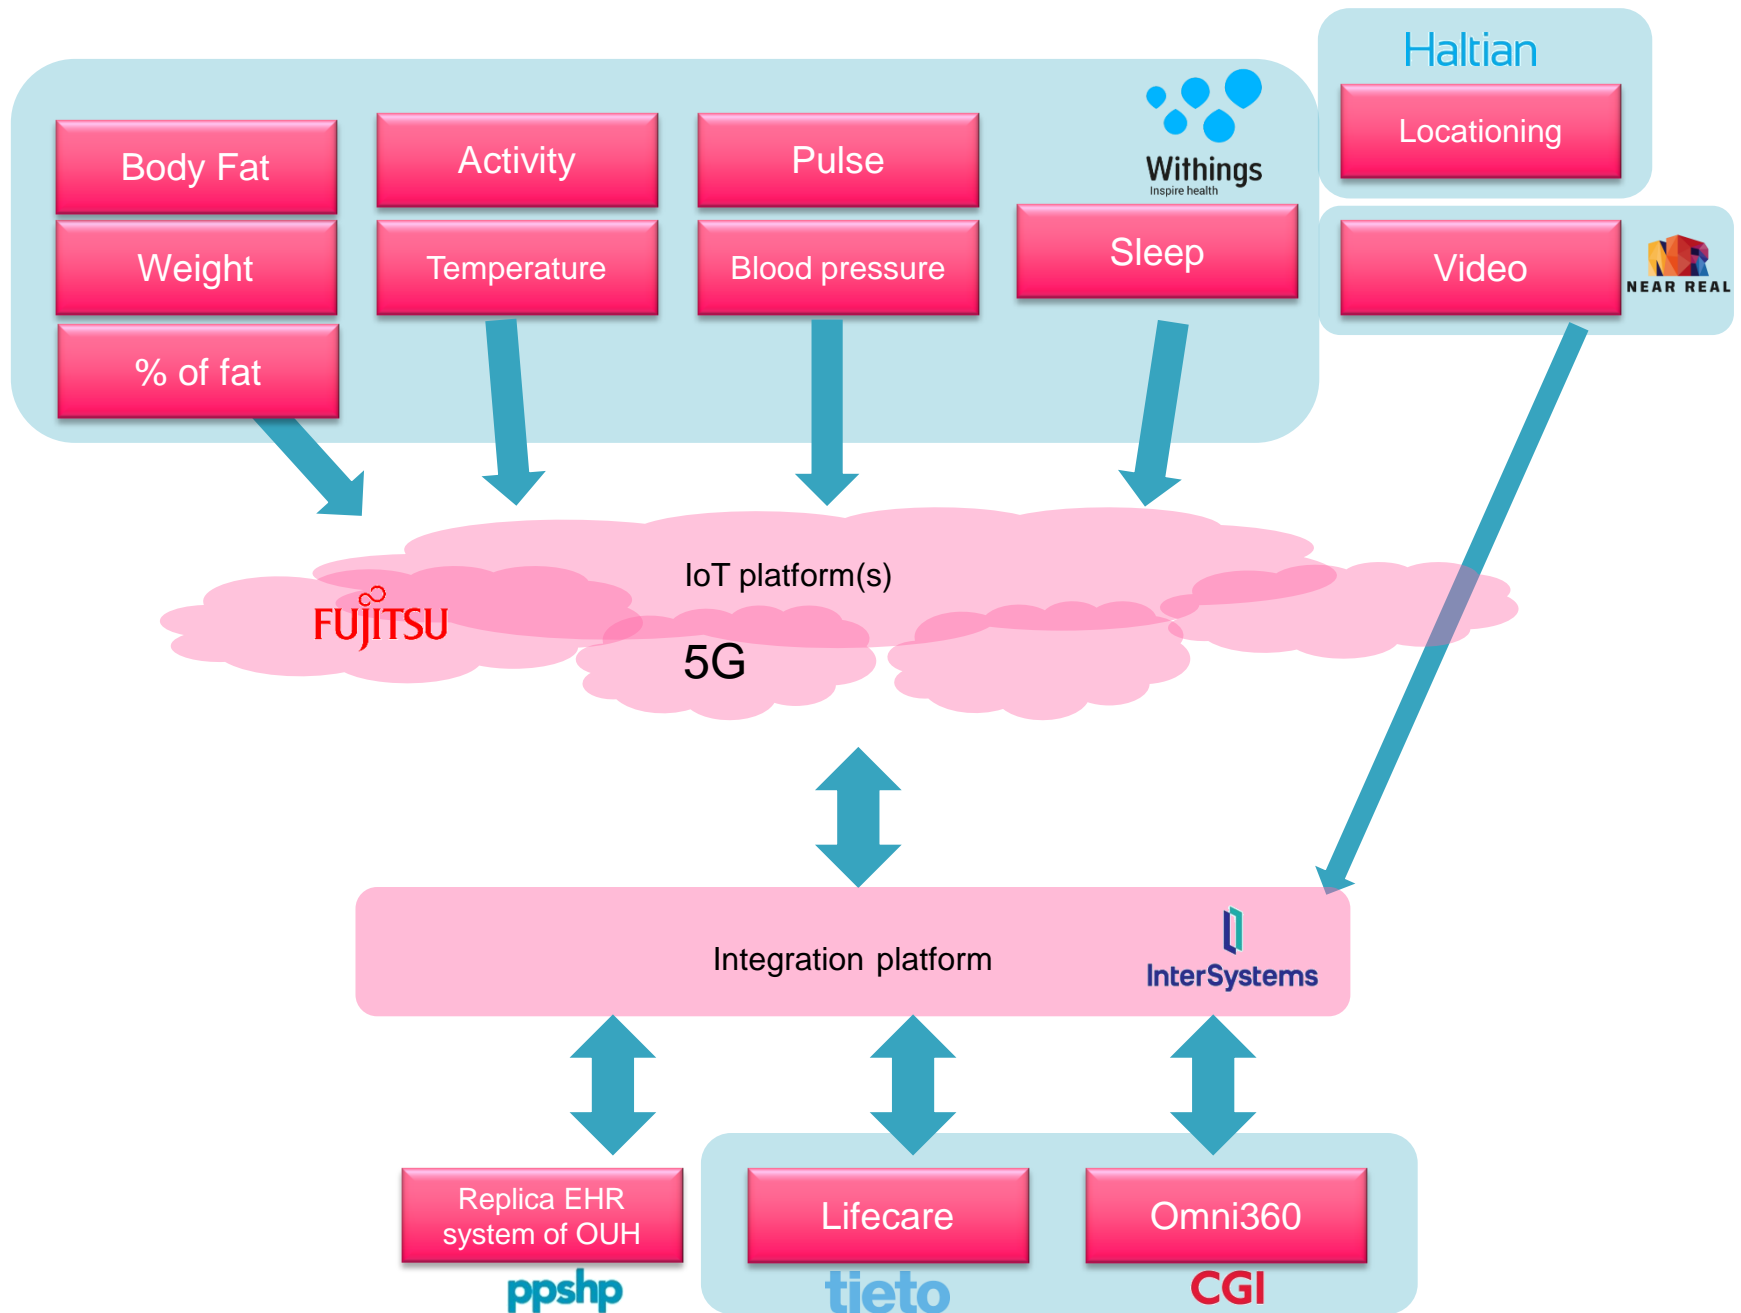 Haltian
Withings
Inspire health
Body Fat
Activity
Pulse
Locationing
Weight
Temperature
Blood pressure
Sleep
Video
NR
NEAR REAL
% of fat
IoT platform(s)
FUJITSU
5G
Integration platform
InterSystems
Replica EHR
system of OUH
Lifecare
Omni360
ppshp
tieto
CGI